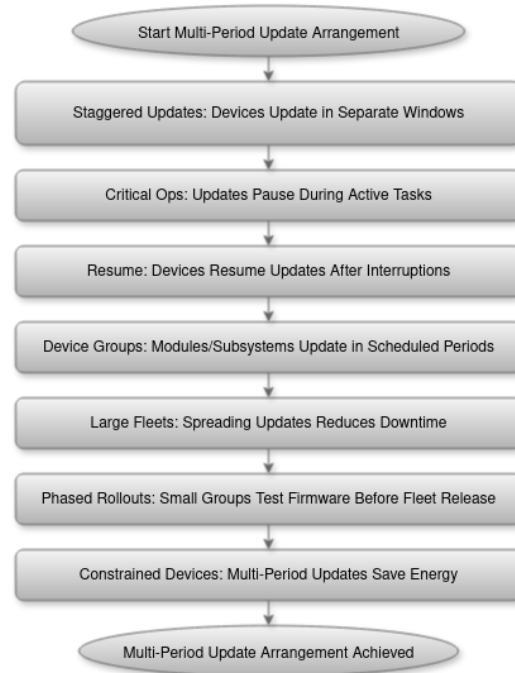 Start Multi-Period Update Arrangement
Staggered Updates: Devices Update in Separate Windows
Critical Ops: Updates Pause During Active Tasks
Resume: Devices Resume Updates After Interruptions
Device Groups: Modules/Subsystems Update in Scheduled Periods
Large Fleets: Spreading Updates Reduces Downtime
Phased Rollouts: Small Groups Test Firmware Before Fleet Release
Constrained Devices: Multi-Period Updates Save Energy
Multi-Period Update Arrangement Achieved